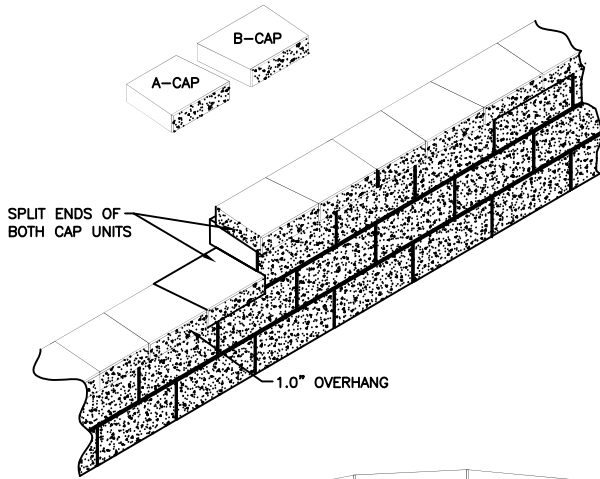 B-CAP
A-CAP
SPLIT ENDS OF
BOTH CAP UNITS
1.0" OVERHANG